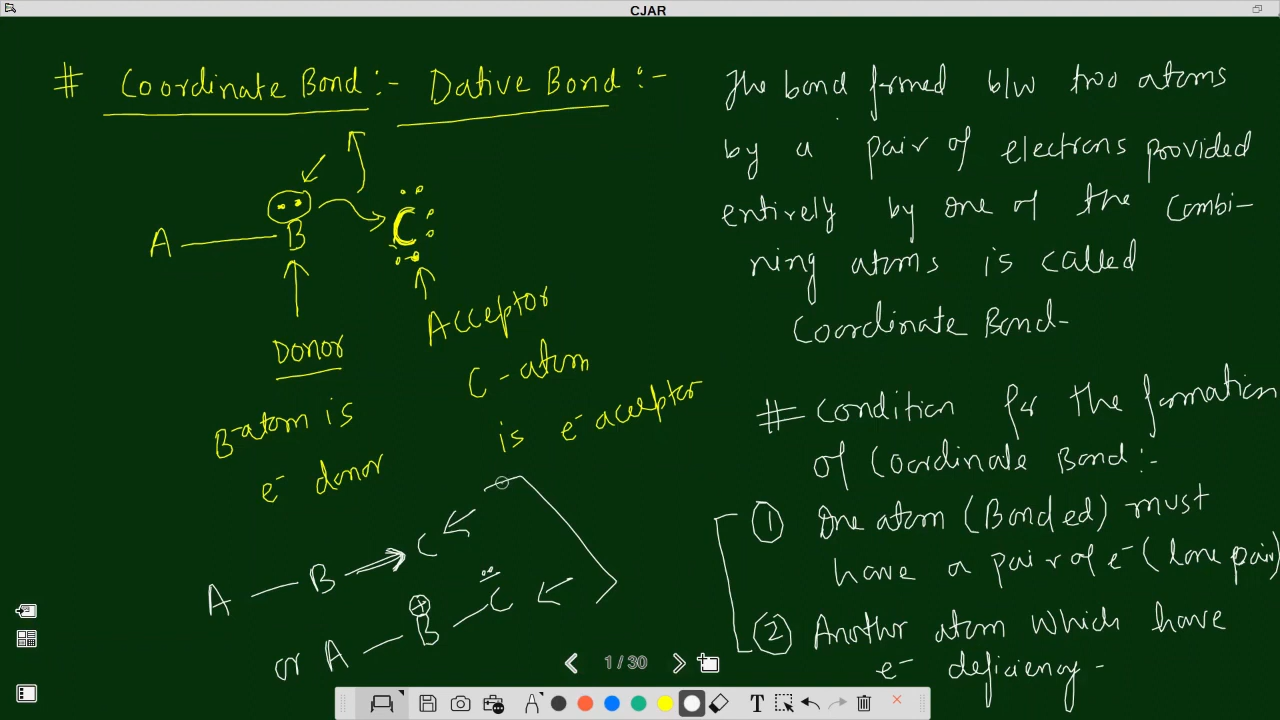 CJAR
# Coordinate Bond :- Dative Bond :-
A — B C
Donor
B-atom is
e⁻ donor
Acceptor
C - atom
is e⁻ acceptor
A — B → C
or A — B — C
⊕
The bond formed b/w two atoms
by a pair of electrons provided
entirely by one of the Combi-
ning atoms is called
Coordinate Bond-
# Condition for the formation
of Coordinate Bond :-
① One atom (Bonded) must
have a pair of e⁻ (lone pair)
② Another atom which have
e⁻ deficiency -
1 / 30
T